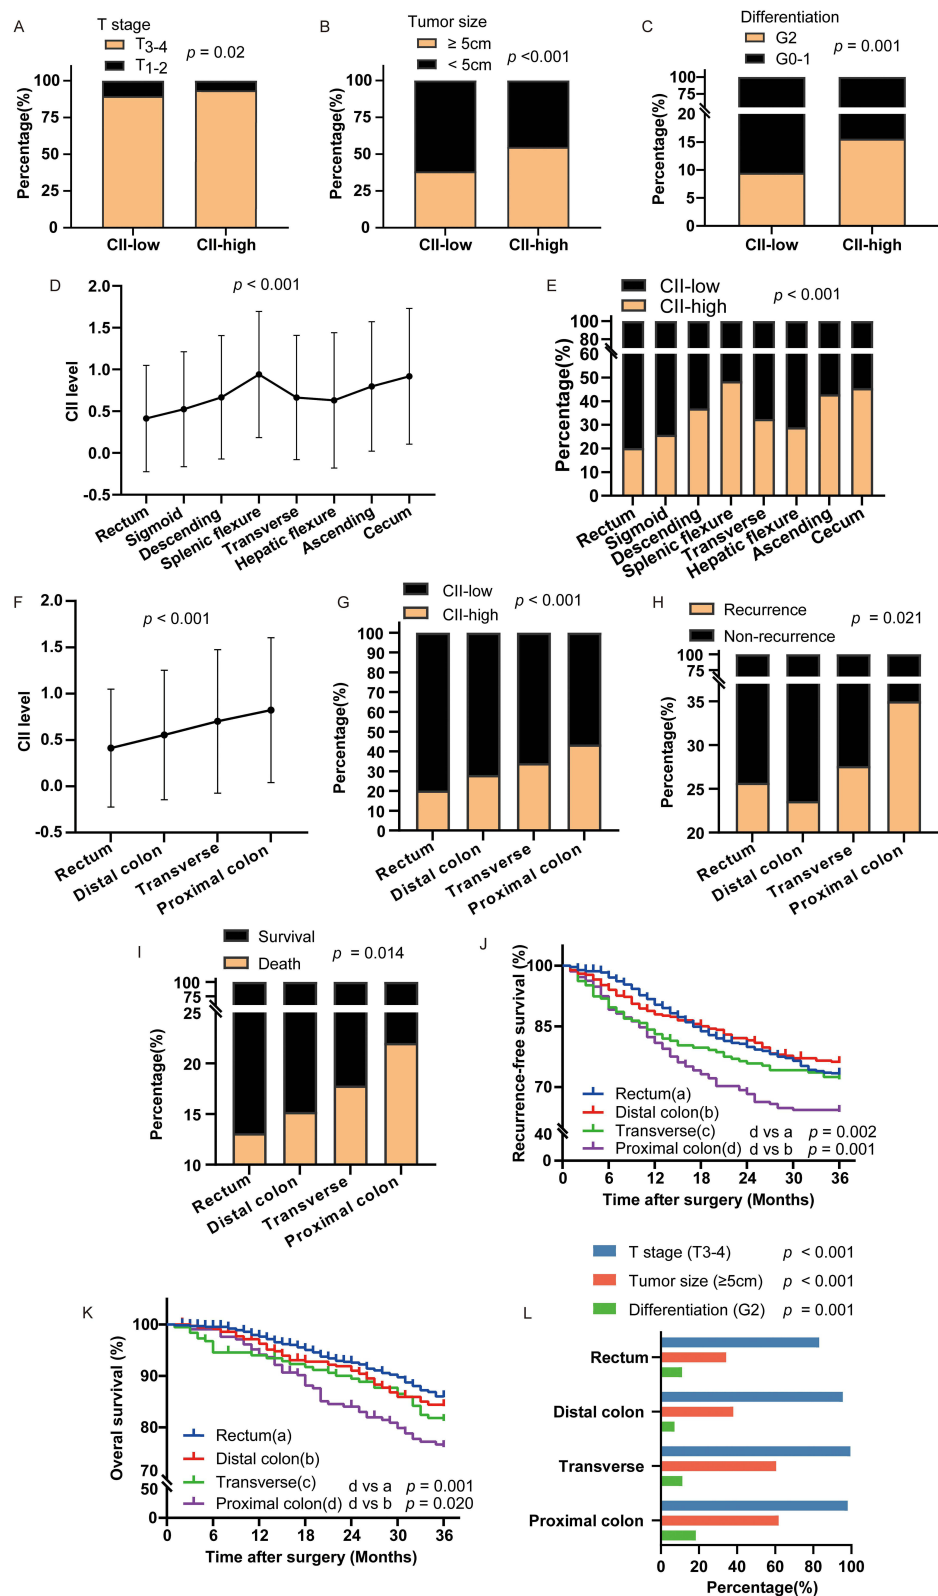 A
T stage
T3-4
T1-2
p = 0.02
Percentage(%)
100
75
50
25
0
CII-low
CII-high
B
Tumor size
≥ 5cm
< 5cm
p <0.001
Percentage(%)
100
75
50
25
0
CII-low
CII-high
C
Differentiation
G2
G0-1
p = 0.001
Percentage(%)
100
75
20
15
10
5
0
CII-low
CII-high
D
p < 0.001
CII level
2.0
1.5
1.0
0.5
0.0
-0.5
Rectum
Sigmoid
Descending
Splenic flexure
Transverse
Hepatic flexure
Ascending
Cecum
E
CII-low
CII-high
p < 0.001
Percentage(%)
100
80
60
50
40
30
20
10
0
Rectum
Sigmoid
Descending
Splenic flexure
Transverse
Hepatic flexure
Ascending
Cecum
F
p < 0.001
CII level
2.0
1.5
1.0
0.5
0.0
-0.5
Rectum
Distal colon
Transverse
Proximal colon
G
CII-low
CII-high
p < 0.001
Percentage(%)
100
90
80
70
60
50
40
30
20
10
0
Rectum
Distal colon
Transverse
Proximal colon
H
Recurrence
Non-recurrence
p = 0.021
Percentage(%)
100
75
35
30
25
20
Rectum
Distal colon
Transverse
Proximal colon
I
Survival
Death
p = 0.014
Percentage(%)
100
75
25
20
15
10
Rectum
Distal colon
Transverse
Proximal colon
J
Recurrence-free survival (%)
100
85
70
40
0
Rectum(a)
Distal colon(b)
Transverse(c)
d vs a p = 0.002
Proximal colon(d)
d vs b p = 0.001
0 6 12 18 24 30 36
Time after surgery (Months)
K
Overal survival (%)
100
90
80
70
50
0
Rectum(a)
Distal colon(b)
Transverse(c)
d vs a p = 0.001
Proximal colon(d)
d vs b p = 0.020
0 6 12 18 24 30 36
Time after surgery (Months)
L
T stage (T3-4) p < 0.001
Tumor size (≥5cm) p < 0.001
Differentiation (G2) p = 0.001
Rectum
Distal colon
Transverse
Proximal colon
0 20 40 60 80 100
Percentage(%)